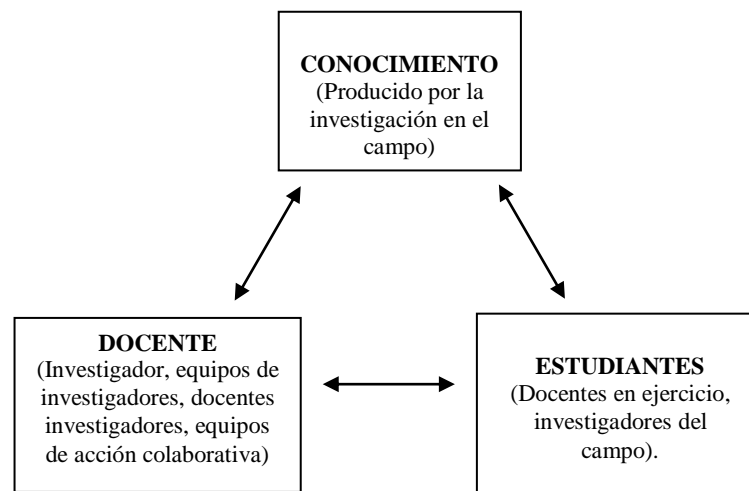 CONOCIMIENTO
(Producido por la
investigación en el
campo)
DOCENTE
(Investigador, equipos de
investigadores, docentes
investigadores, equipos
de acción colaborativa)
ESTUDIANTES
(Docentes en ejercicio,
investigadores del
campo).